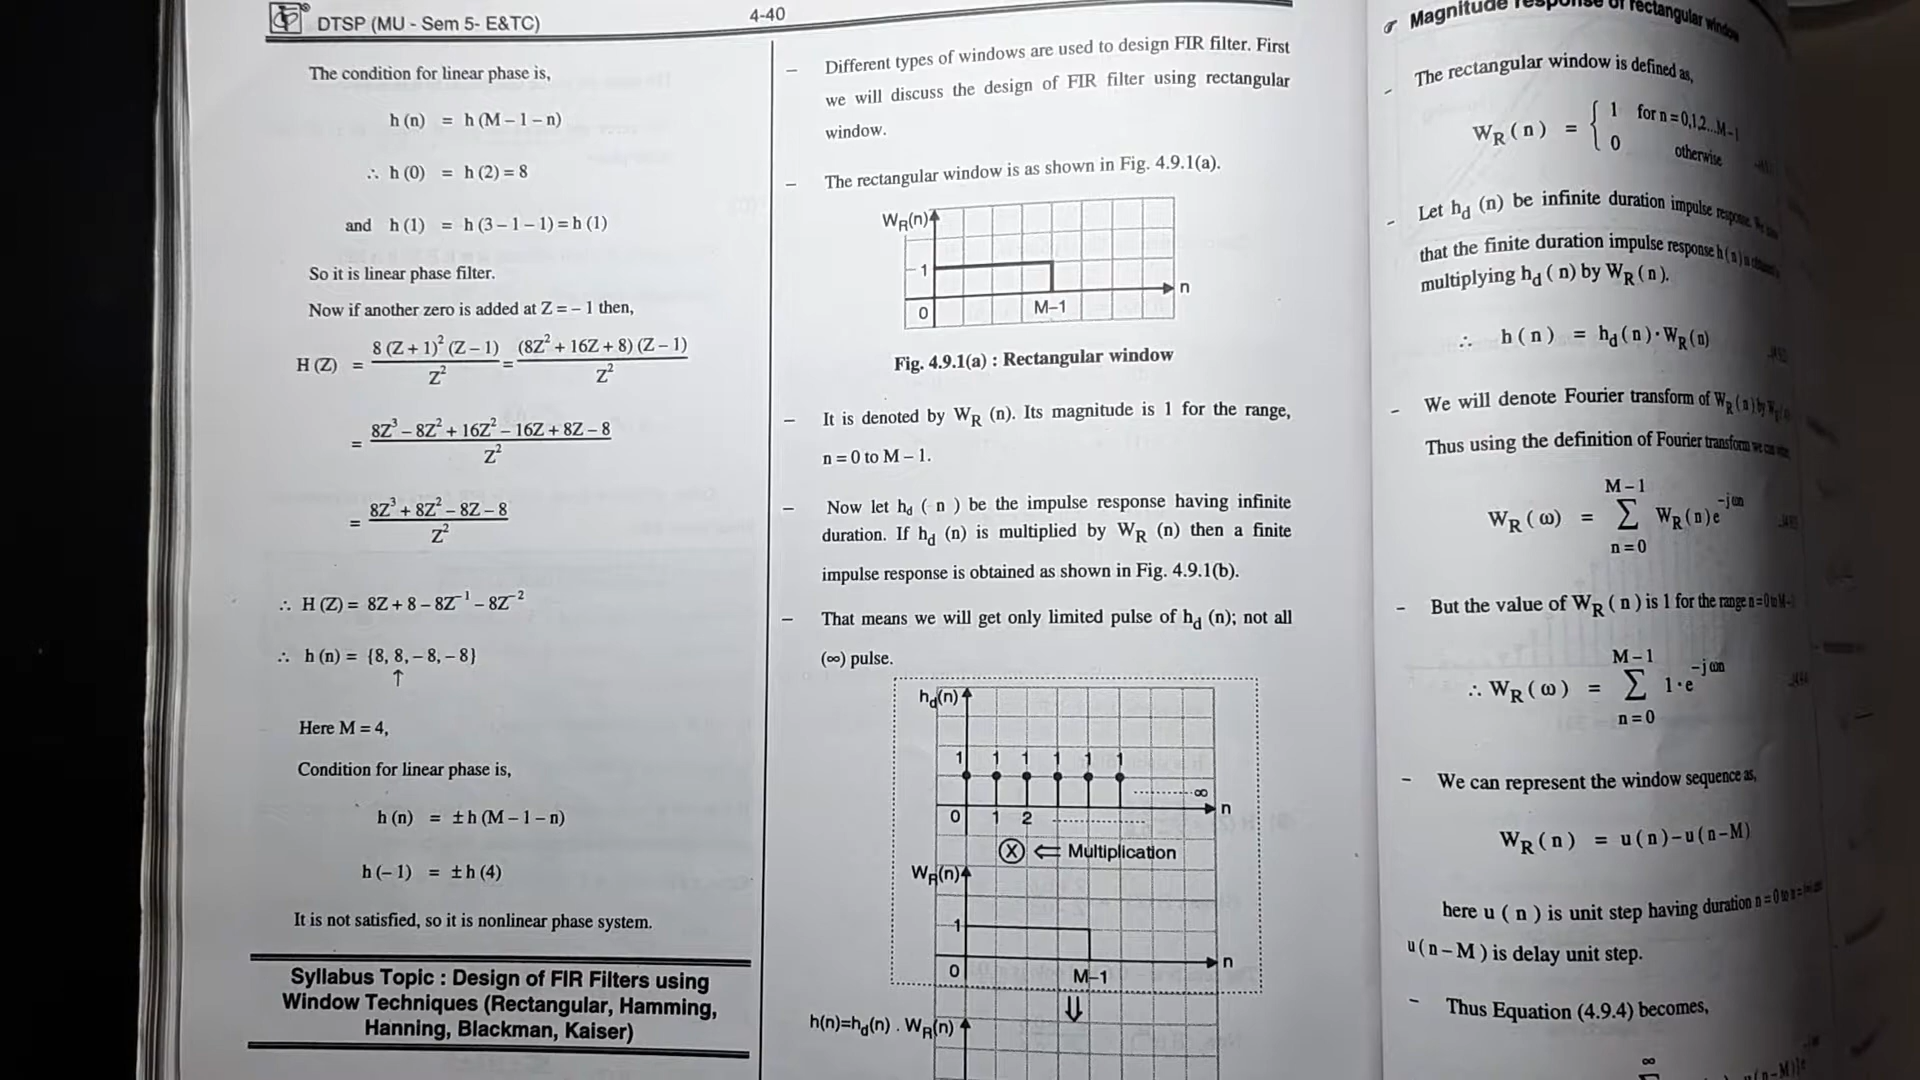 DTSP (MU - Sem 5- E&TC)
4-40
The condition for linear phase is,
h (n) = h (M – 1 – n)
∴ h (0) = h (2) = 8
and h (1) = h (3 – 1 – 1) = h (1)
So it is linear phase filter.
Now if another zero is added at Z = – 1 then,
H (Z) = 8 (Z + 1)² (Z – 1) / Z² = (8Z² + 16Z + 8) (Z – 1) / Z²
= 8Z³ – 8Z² + 16Z² – 16Z + 8Z – 8 / Z²
= 8Z³ + 8Z² – 8Z – 8 / Z²
∴ H (Z) = 8Z + 8 – 8Z⁻¹ – 8Z⁻²
∴ h (n) = {8, 8, – 8, – 8}
↑
Here M = 4,
Condition for linear phase is,
h (n) = ± h (M – 1 – n)
h (– 1) = ± h (4)
It is not satisfied, so it is nonlinear phase system.
Syllabus Topic : Design of FIR Filters using
Window Techniques (Rectangular, Hamming,
Hanning, Blackman, Kaiser)
– Different types of windows are used to design FIR filter. First
we will discuss the design of FIR filter using rectangular
window.
– The rectangular window is as shown in Fig. 4.9.1(a).
W_R(n)
1
n
0 M–1
Fig. 4.9.1(a) : Rectangular window
– It is denoted by W_R (n). Its magnitude is 1 for the range,
n = 0 to M – 1.
– Now let h_d ( n ) be the impulse response having infinite
duration. If h_d (n) is multiplied by W_R (n) then a finite
impulse response is obtained as shown in Fig. 4.9.1(b).
– That means we will get only limited pulse of h_d (n); not all
(∞) pulse.
h_d(n)
1 1 1 1 1 1
∞
n
0 1 2
X ⇐ Multiplication
W_R(n)
1
n
0 M–1
⇓
h(n)=h_d(n) . W_R(n)
☞ Magnitude response of rectangular window
– The rectangular window is defined as,
W_R ( n ) = { 1 for n = 0,1,2...M–1
0 otherwise
– Let h_d (n) be infinite duration impulse response.
that the finite duration impulse response h ( n )
multiplying h_d ( n) by W_R ( n).
∴ h ( n ) = h_d ( n ) · W_R ( n)
– We will denote Fourier transform of W_R ( n ) by
Thus using the definition of Fourier transform we can
M – 1
W_R ( ω) = Σ W_R ( n ) e^–jωn
n = 0
– But the value of W_R ( n ) is 1 for the range n = 0 to M–1
M – 1
∴ W_R ( ω ) = Σ 1 · e^–jωn
n = 0
– We can represent the window sequence as,
W_R ( n ) = u ( n ) – u ( n–M )
here u ( n ) is unit step having duration n = 0 to n =
u ( n – M ) is delay unit step.
– Thus Equation (4.9.4) becomes,
∞